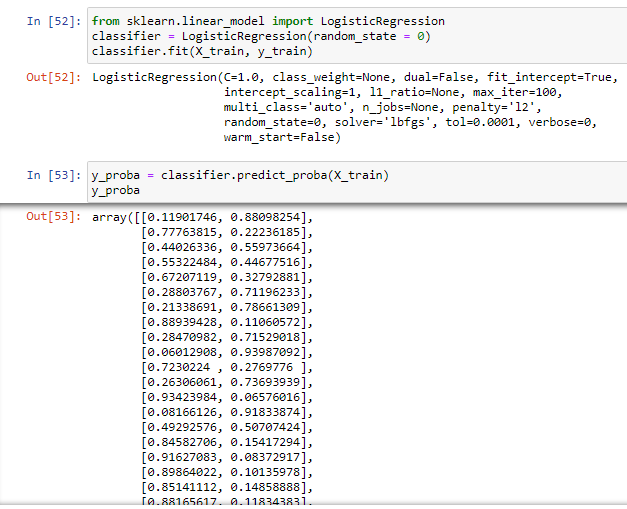 In [52]: from sklearn.linear_model import LogisticRegression
classifier = LogisticRegression(random_state = 0)
classifier.fit(X_train, y_train)
Out[52]: LogisticRegression(C=1.0, class_weight=None, dual=False, fit_intercept=True,
intercept_scaling=1, l1_ratio=None, max_iter=100,
multi_class='auto', n_jobs=None, penalty='l2',
random_state=0, solver='lbfgs', tol=0.0001, verbose=0,
warm_start=False)
In [53]: y_proba = classifier.predict_proba(X_train)
y_proba
Out[53]: array([[0.11901746, 0.88098254],
[0.77763815, 0.22236185],
[0.44026336, 0.55973664],
[0.55322484, 0.44677516],
[0.67207119, 0.32792881],
[0.28803767, 0.71196233],
[0.21338691, 0.78661309],
[0.88939428, 0.11060572],
[0.28470982, 0.71529018],
[0.06012908, 0.93987092],
[0.7230224 , 0.2769776 ],
[0.26306061, 0.73693939],
[0.93423984, 0.06576016],
[0.08166126, 0.91833874],
[0.49292576, 0.50707424],
[0.84582706, 0.15417294],
[0.91627083, 0.08372917],
[0.89864022, 0.10135978],
[0.85141112, 0.14858888],
[0.88165617, 0.11834383],